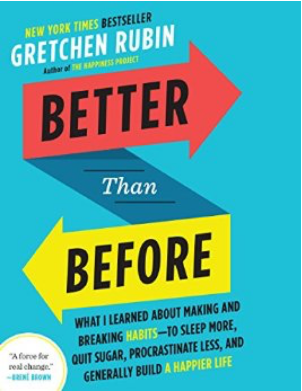 NEW YORK TIMES BESTSELLER
GRETCHEN RUBIN
Author of THE HAPPINESS PROJECT
BETTER
Than
BEFORE
WHAT I LEARNED ABOUT MAKING AND
BREAKING HABITS—TO SLEEP MORE,
QUIT SUGAR, PROCRASTINATE LESS, AND
GENERALLY BUILD A HAPPIER LIFE
"A force for
real change."
—BRENÉ BROWN